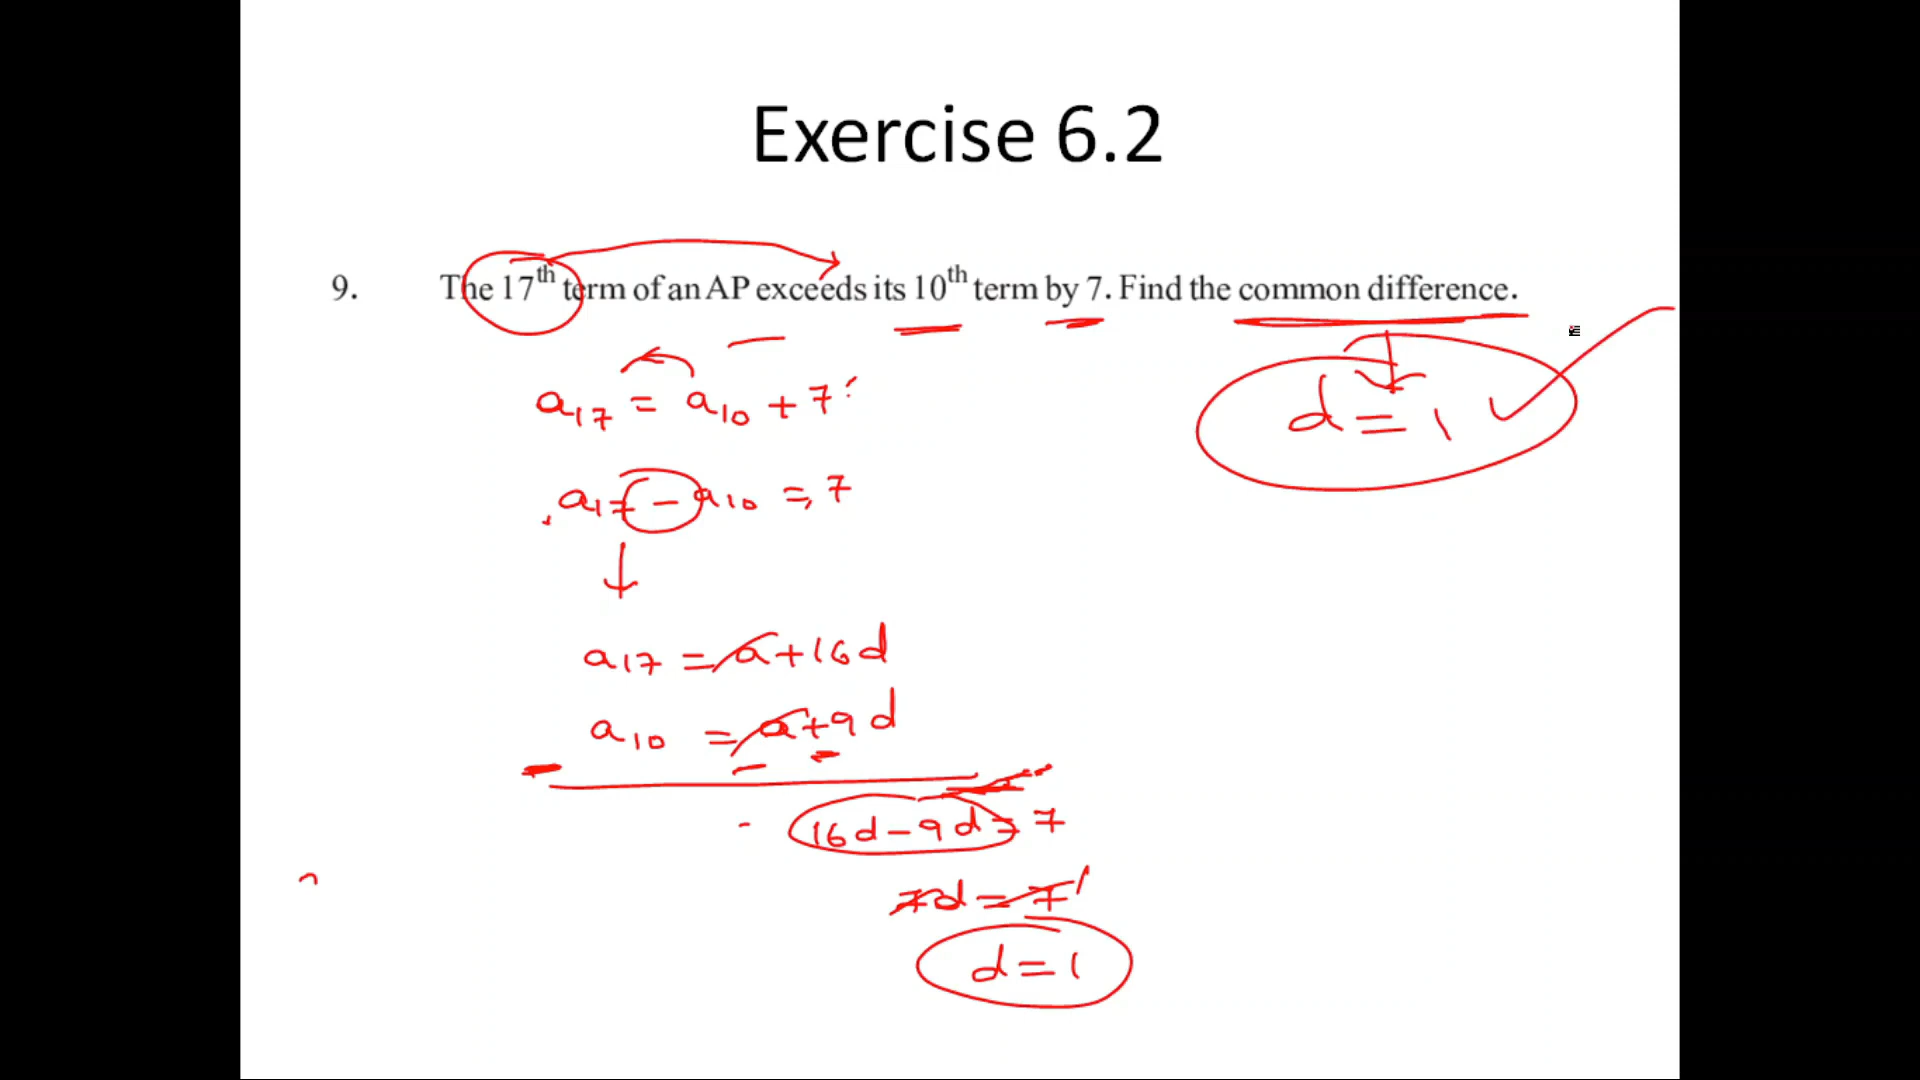 Exercise 6.2
9. The 17th term of an AP exceeds its 10th term by 7. Find the common difference.
a17 = a10 + 7
d = 1
a17 - a10 = 7
a17 = a + 16d
a10 = a + 9d
16d - 9d = 7
7d = 7
d = 1